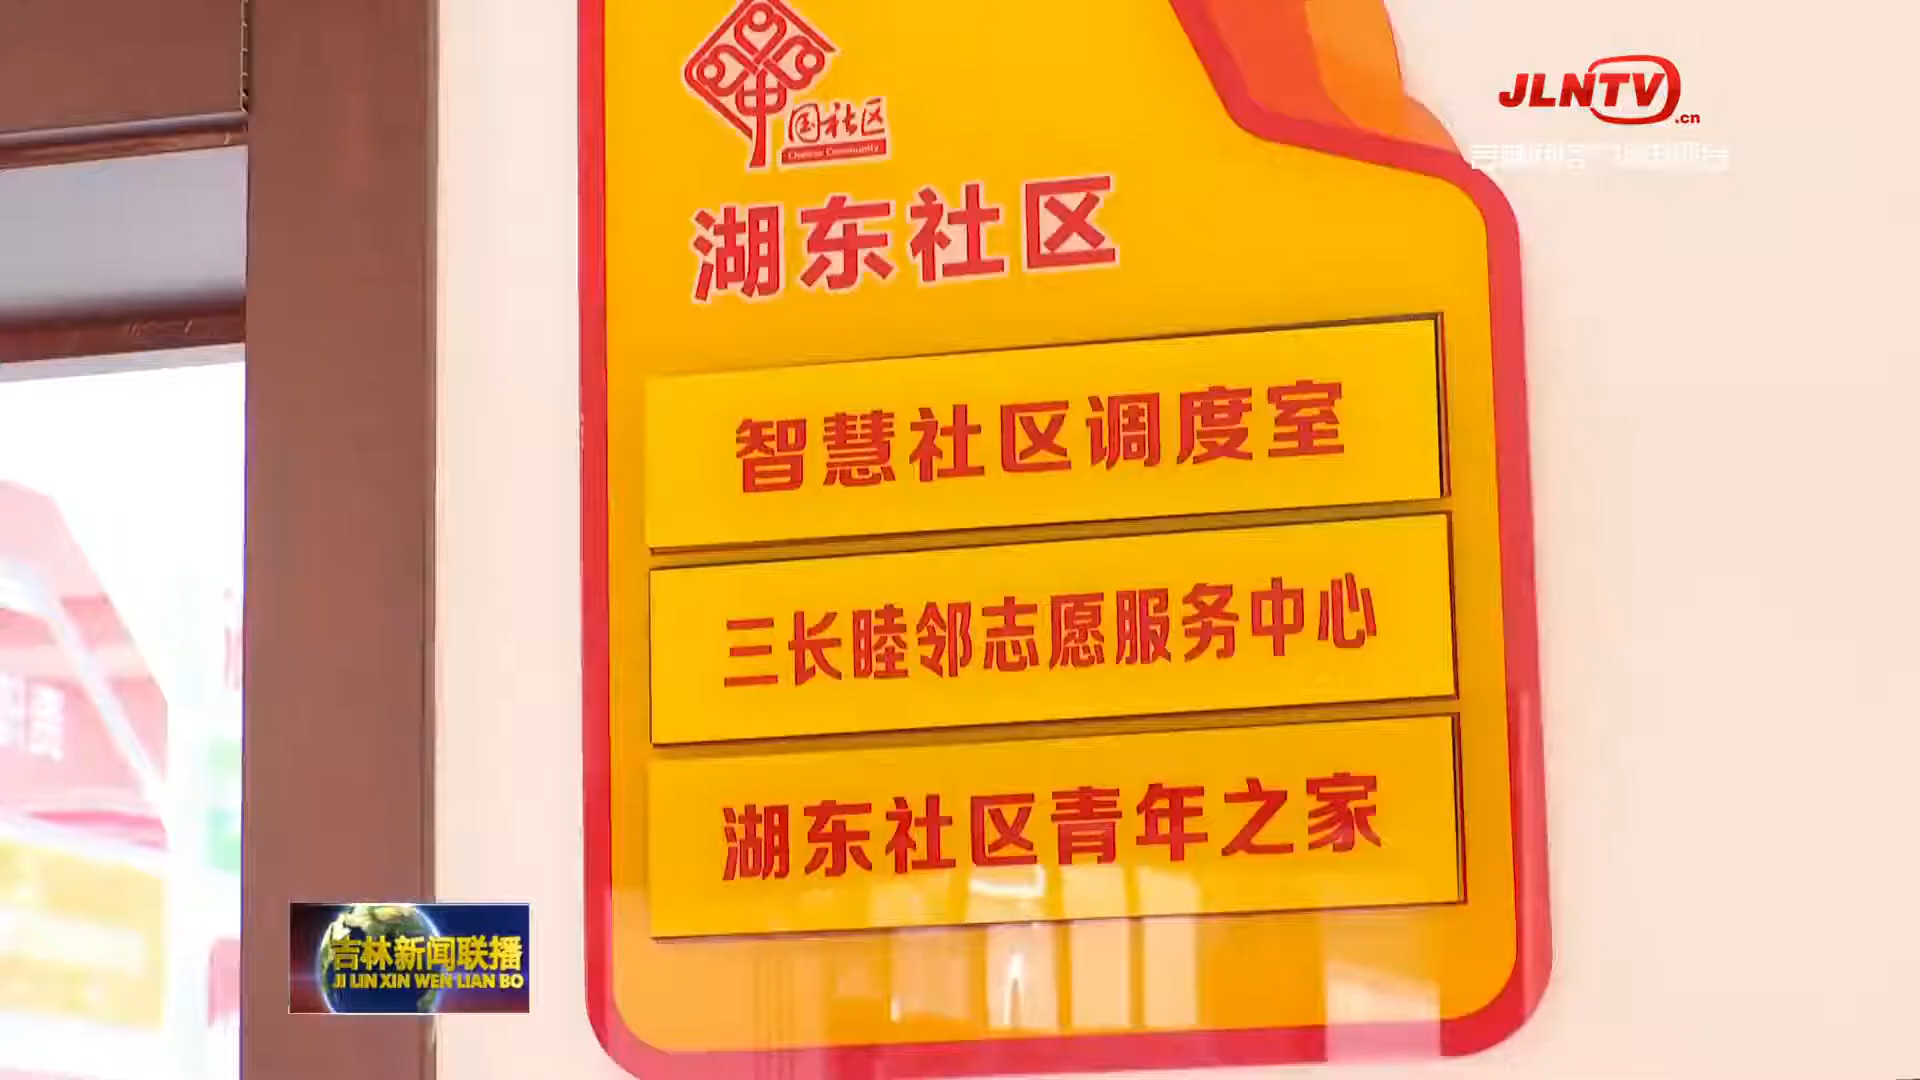 JLNTV.cn
中国社区
Chinese Community
湖东社区
智慧社区调度室
三长睦邻志愿服务中心
湖东社区青年之家
吉林新闻联播
JI LIN XIN WEN LIAN BO